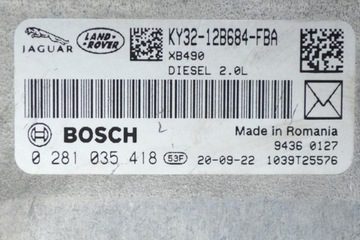 JAGUAR LAND-ROVER KY32-12B684-FBA
XB490
DIESEL 2.0L
BOSCH Made in Romania
9436 0127
0 281 035 418 53F 20-09-22 1039T25576